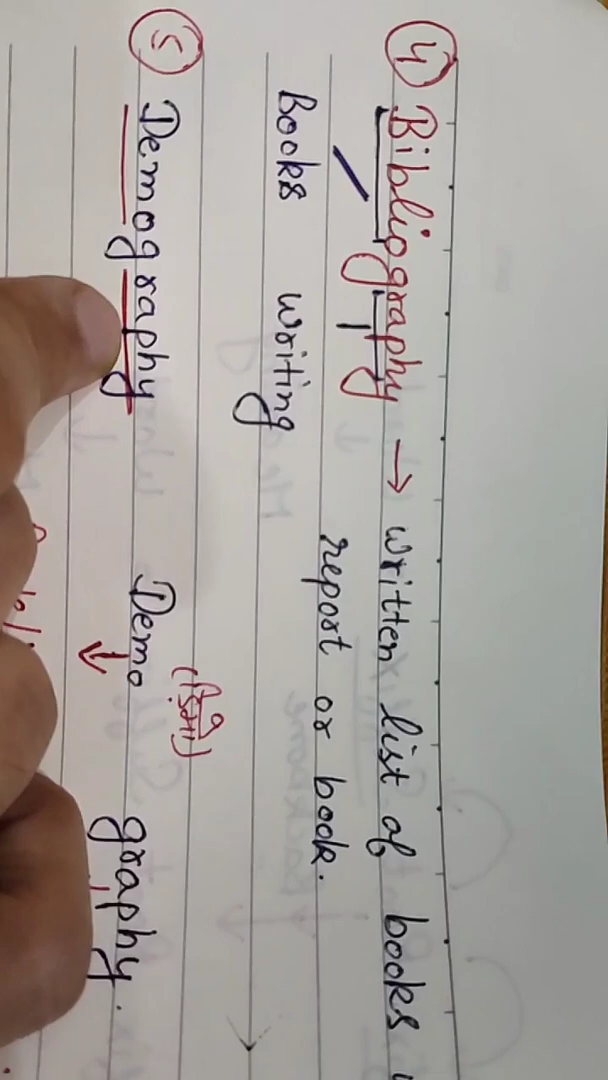 4 Bibliography → written list of books
report or book.
Books writing
5 Demography Demo graphy.